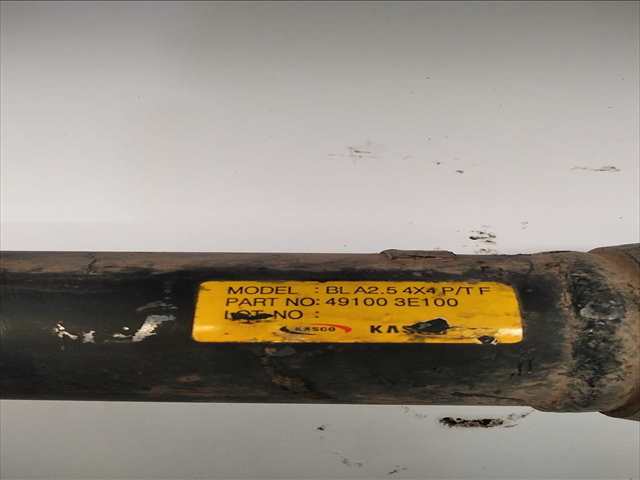 MODEL : BL A2.5 4X4 P/T F
PART NO: 49100 3E100
LOT NO :
KASCO